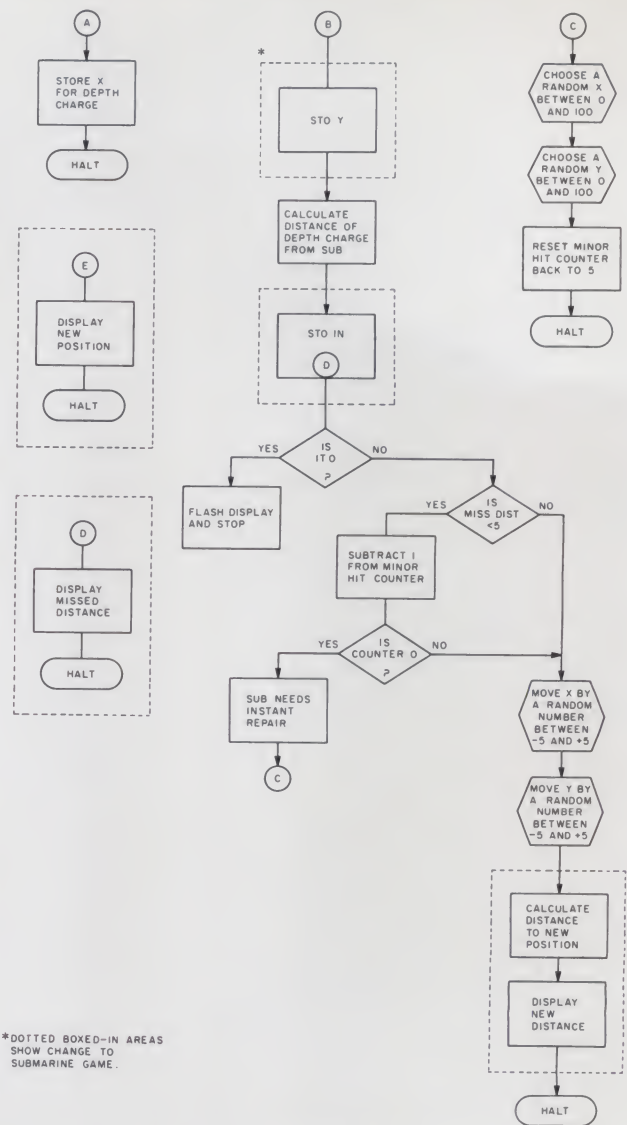 A
STORE X
FOR DEPTH
CHARGE
HALT
E
DISPLAY
NEW
POSITION
HALT
D
DISPLAY
MISSED
DISTANCE
HALT
*DOTTED BOXED-IN AREAS
SHOW CHANGE TO
SUBMARINE GAME.
B
*
STO Y
CALCULATE
DISTANCE OF
DEPTH CHARGE
FROM SUB
STO IN
D
YES
IS
IT 0
?
NO
FLASH DISPLAY
AND STOP
YES
IS
MISS DIST
<5
NO
SUBTRACT 1
FROM MINOR
HIT COUNTER
YES
IS
COUNTER 0
?
NO
SUB NEEDS
INSTANT
REPAIR
C
MOVE X BY
A RANDOM
NUMBER
BETWEEN
-5 AND +5
MOVE Y BY
A RANDOM
NUMBER
BETWEEN
-5 AND +5
CALCULATE
DISTANCE
TO NEW
POSITION
DISPLAY
NEW
DISTANCE
HALT
C
CHOOSE A
RANDOM X
BETWEEN 0
AND 100
CHOOSE A
RANDOM Y
BETWEEN 0
AND 100
RESET MINOR
HIT COUNTER
BACK TO 5
HALT